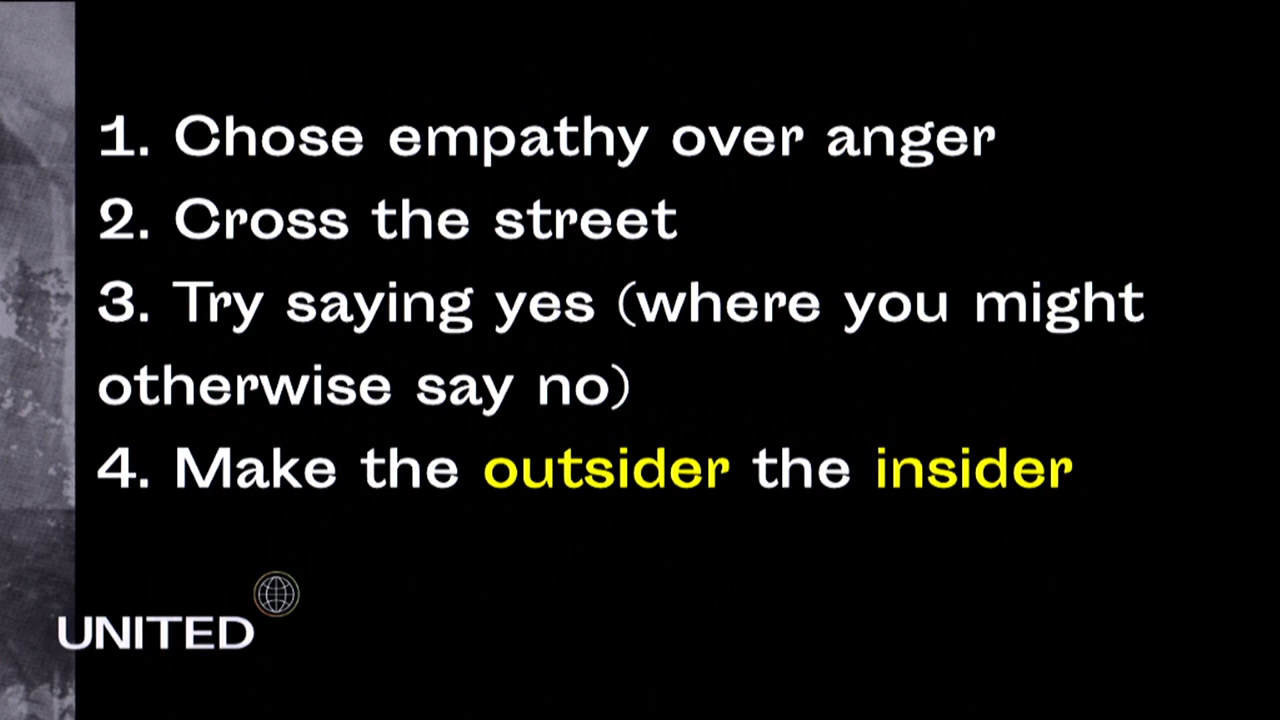 1. Chose empathy over anger
2. Cross the street
3. Try saying yes (where you might
otherwise say no)
4. Make the outsider the insider
UNITED